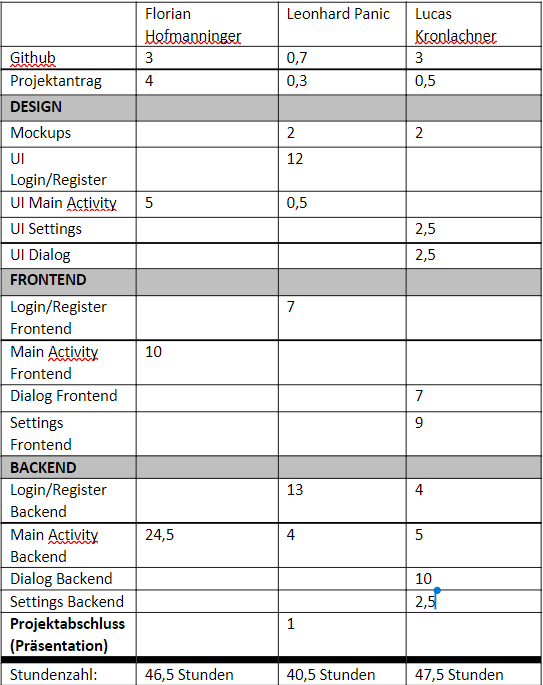 Florian Hofmanninger Leonhard Panic Lucas Kronlachner
Github 3 0,7 3
Projektantrag 4 0,3 0,5
DESIGN
Mockups 2 2
UI Login/Register 12
UI Main Activity 5 0,5
UI Settings 2,5
UI Dialog 2,5
FRONTEND
Login/Register Frontend 7
Main Activity Frontend 10
Dialog Frontend 7
Settings Frontend 9
BACKEND
Login/Register Backend 13 4
Main Activity Backend 24,5 4 5
Dialog Backend 10
Settings Backend 2,5
Projektabschluss (Präsentation) 1
Stundenzahl: 46,5 Stunden 40,5 Stunden 47,5 Stunden